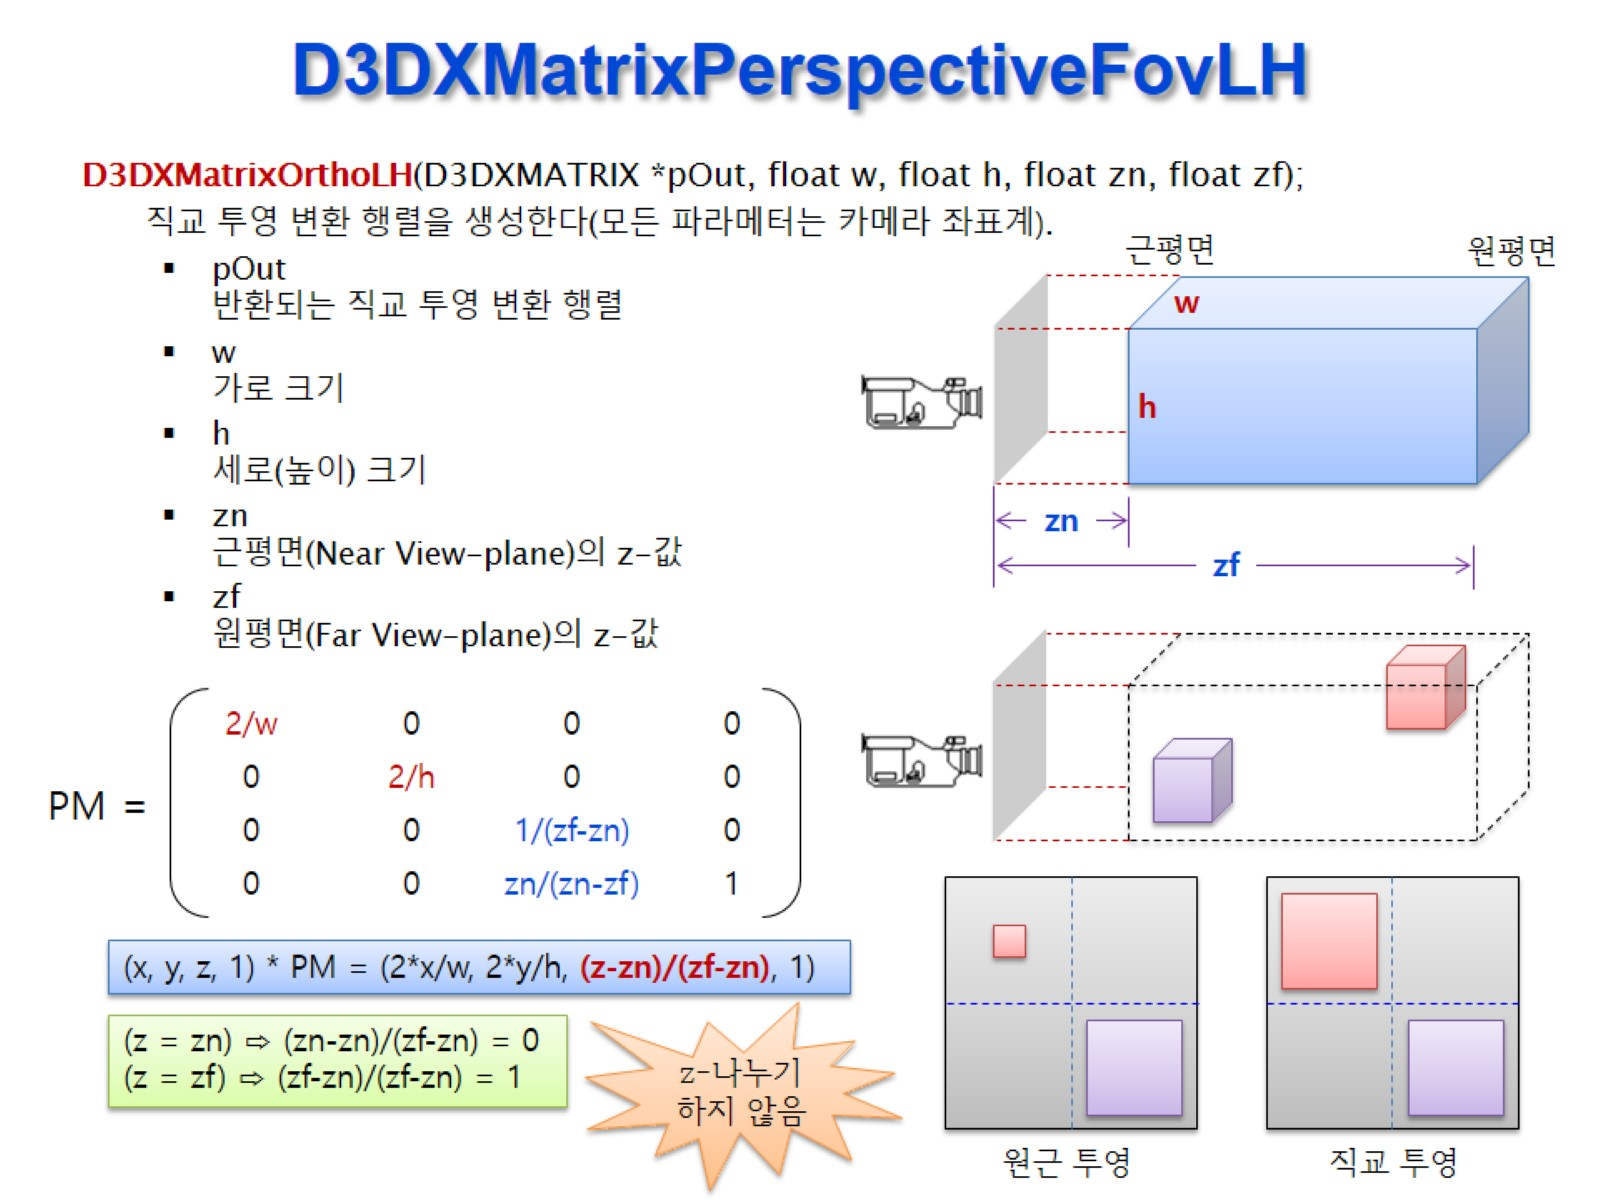 D3DXMatrixPerspectiveFovLH
D3DXMatrixOrthoLH(D3DXMATRIX *pOut, float w, float h, float zn, float zf);
직교 투영 변환 행렬을 생성한다(모든 파라메터는 카메라 좌표계).
▪ pOut
반환되는 직교 투영 변환 행렬
▪ w
가로 크기
▪ h
세로(높이) 크기
▪ zn
근평면(Near View-plane)의 z-값
▪ zf
원평면(Far View-plane)의 z-값
근평면 원평면
w
h
zn
zf
PM =
2/w 0 0 0
0 2/h 0 0
0 0 1/(zf-zn) 0
0 0 zn/(zn-zf) 1
(x, y, z, 1) * PM = (2*x/w, 2*y/h, (z-zn)/(zf-zn), 1)
(z = zn) ⇨ (zn-zn)/(zf-zn) = 0
(z = zf) ⇨ (zf-zn)/(zf-zn) = 1
z-나누기
하지 않음
원근 투영
직교 투영